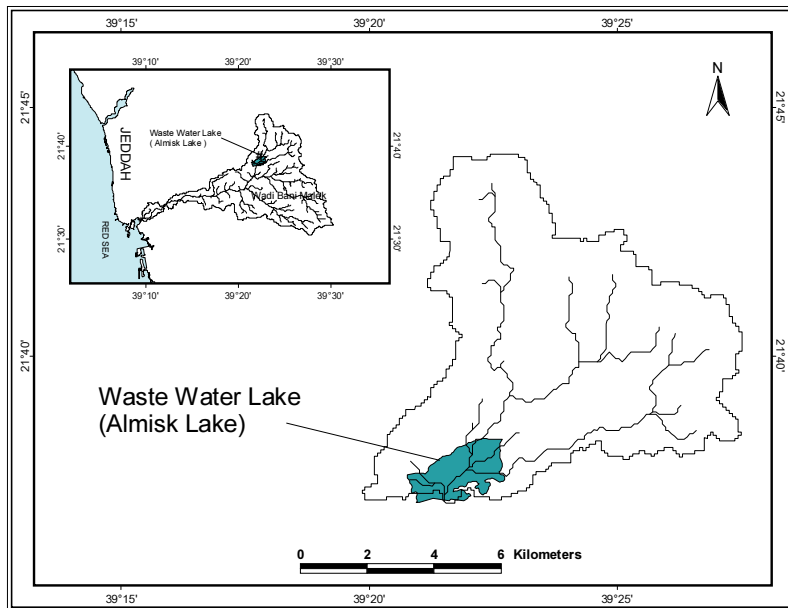 39°15'
39°20'
39°25'
39°10'
39°20'
39°30'
N
21°45'
21°45'
21°40'
21°40'
JEDDAH
Waste Water Lake
( Almisk Lake )
Wadi Bani Malek
RED SEA
21°30'
21°30'
39°10'
39°20'
39°30'
21°40'
21°40'
Waste Water Lake
(Almisk Lake)
0 2 4 6 Kilometers
39°15'
39°20'
39°25'